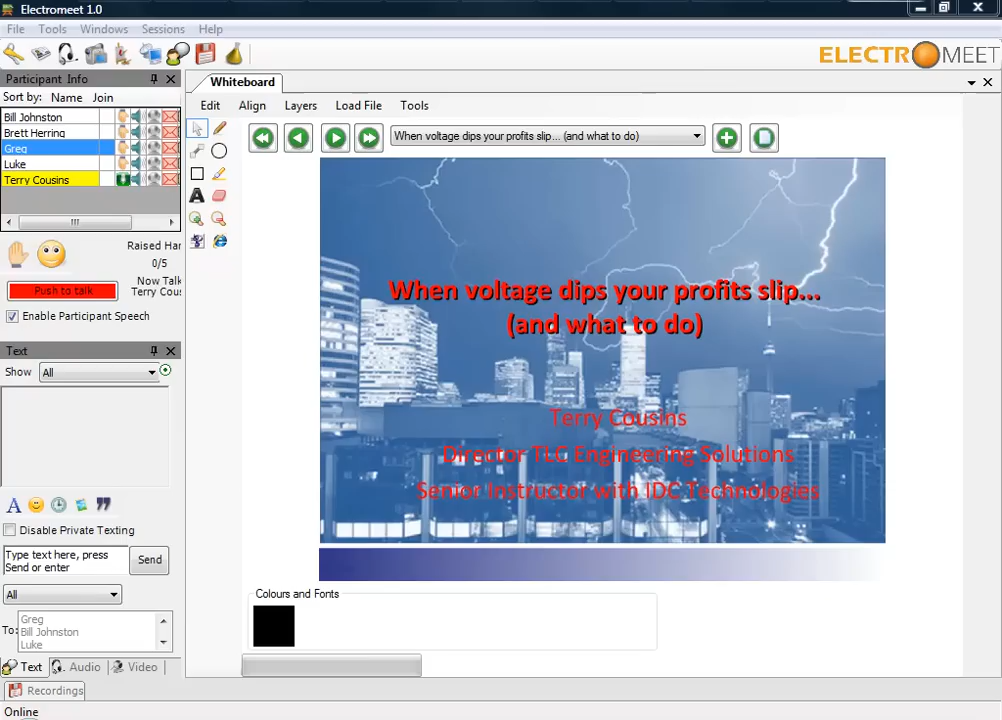 Electromeet 1.0
File Tools Windows Sessions Help
ELECTROMEET
Participant Info
Sort by: Name Join
Bill Johnston
Brett Herring
Greg
Luke
Terry Cousins
Raised Har
0/5
Now Talk
Push to talk
Terry Cous
Enable Participant Speech
Text
Show All
Disable Private Texting
Type text here, press
Send or enter
Send
All
To:
Greg
Bill Johnston
Luke
Text Audio Video
Recordings
Online
Whiteboard
Edit Align Layers Load File Tools
When voltage dips your profits slip... (and what to do)
When voltage dips your profits slip...
(and what to do)
Terry Cousins
Director TLC Engineering Solutions
Senior Instructor with IDC Technologies
Colours and Fonts